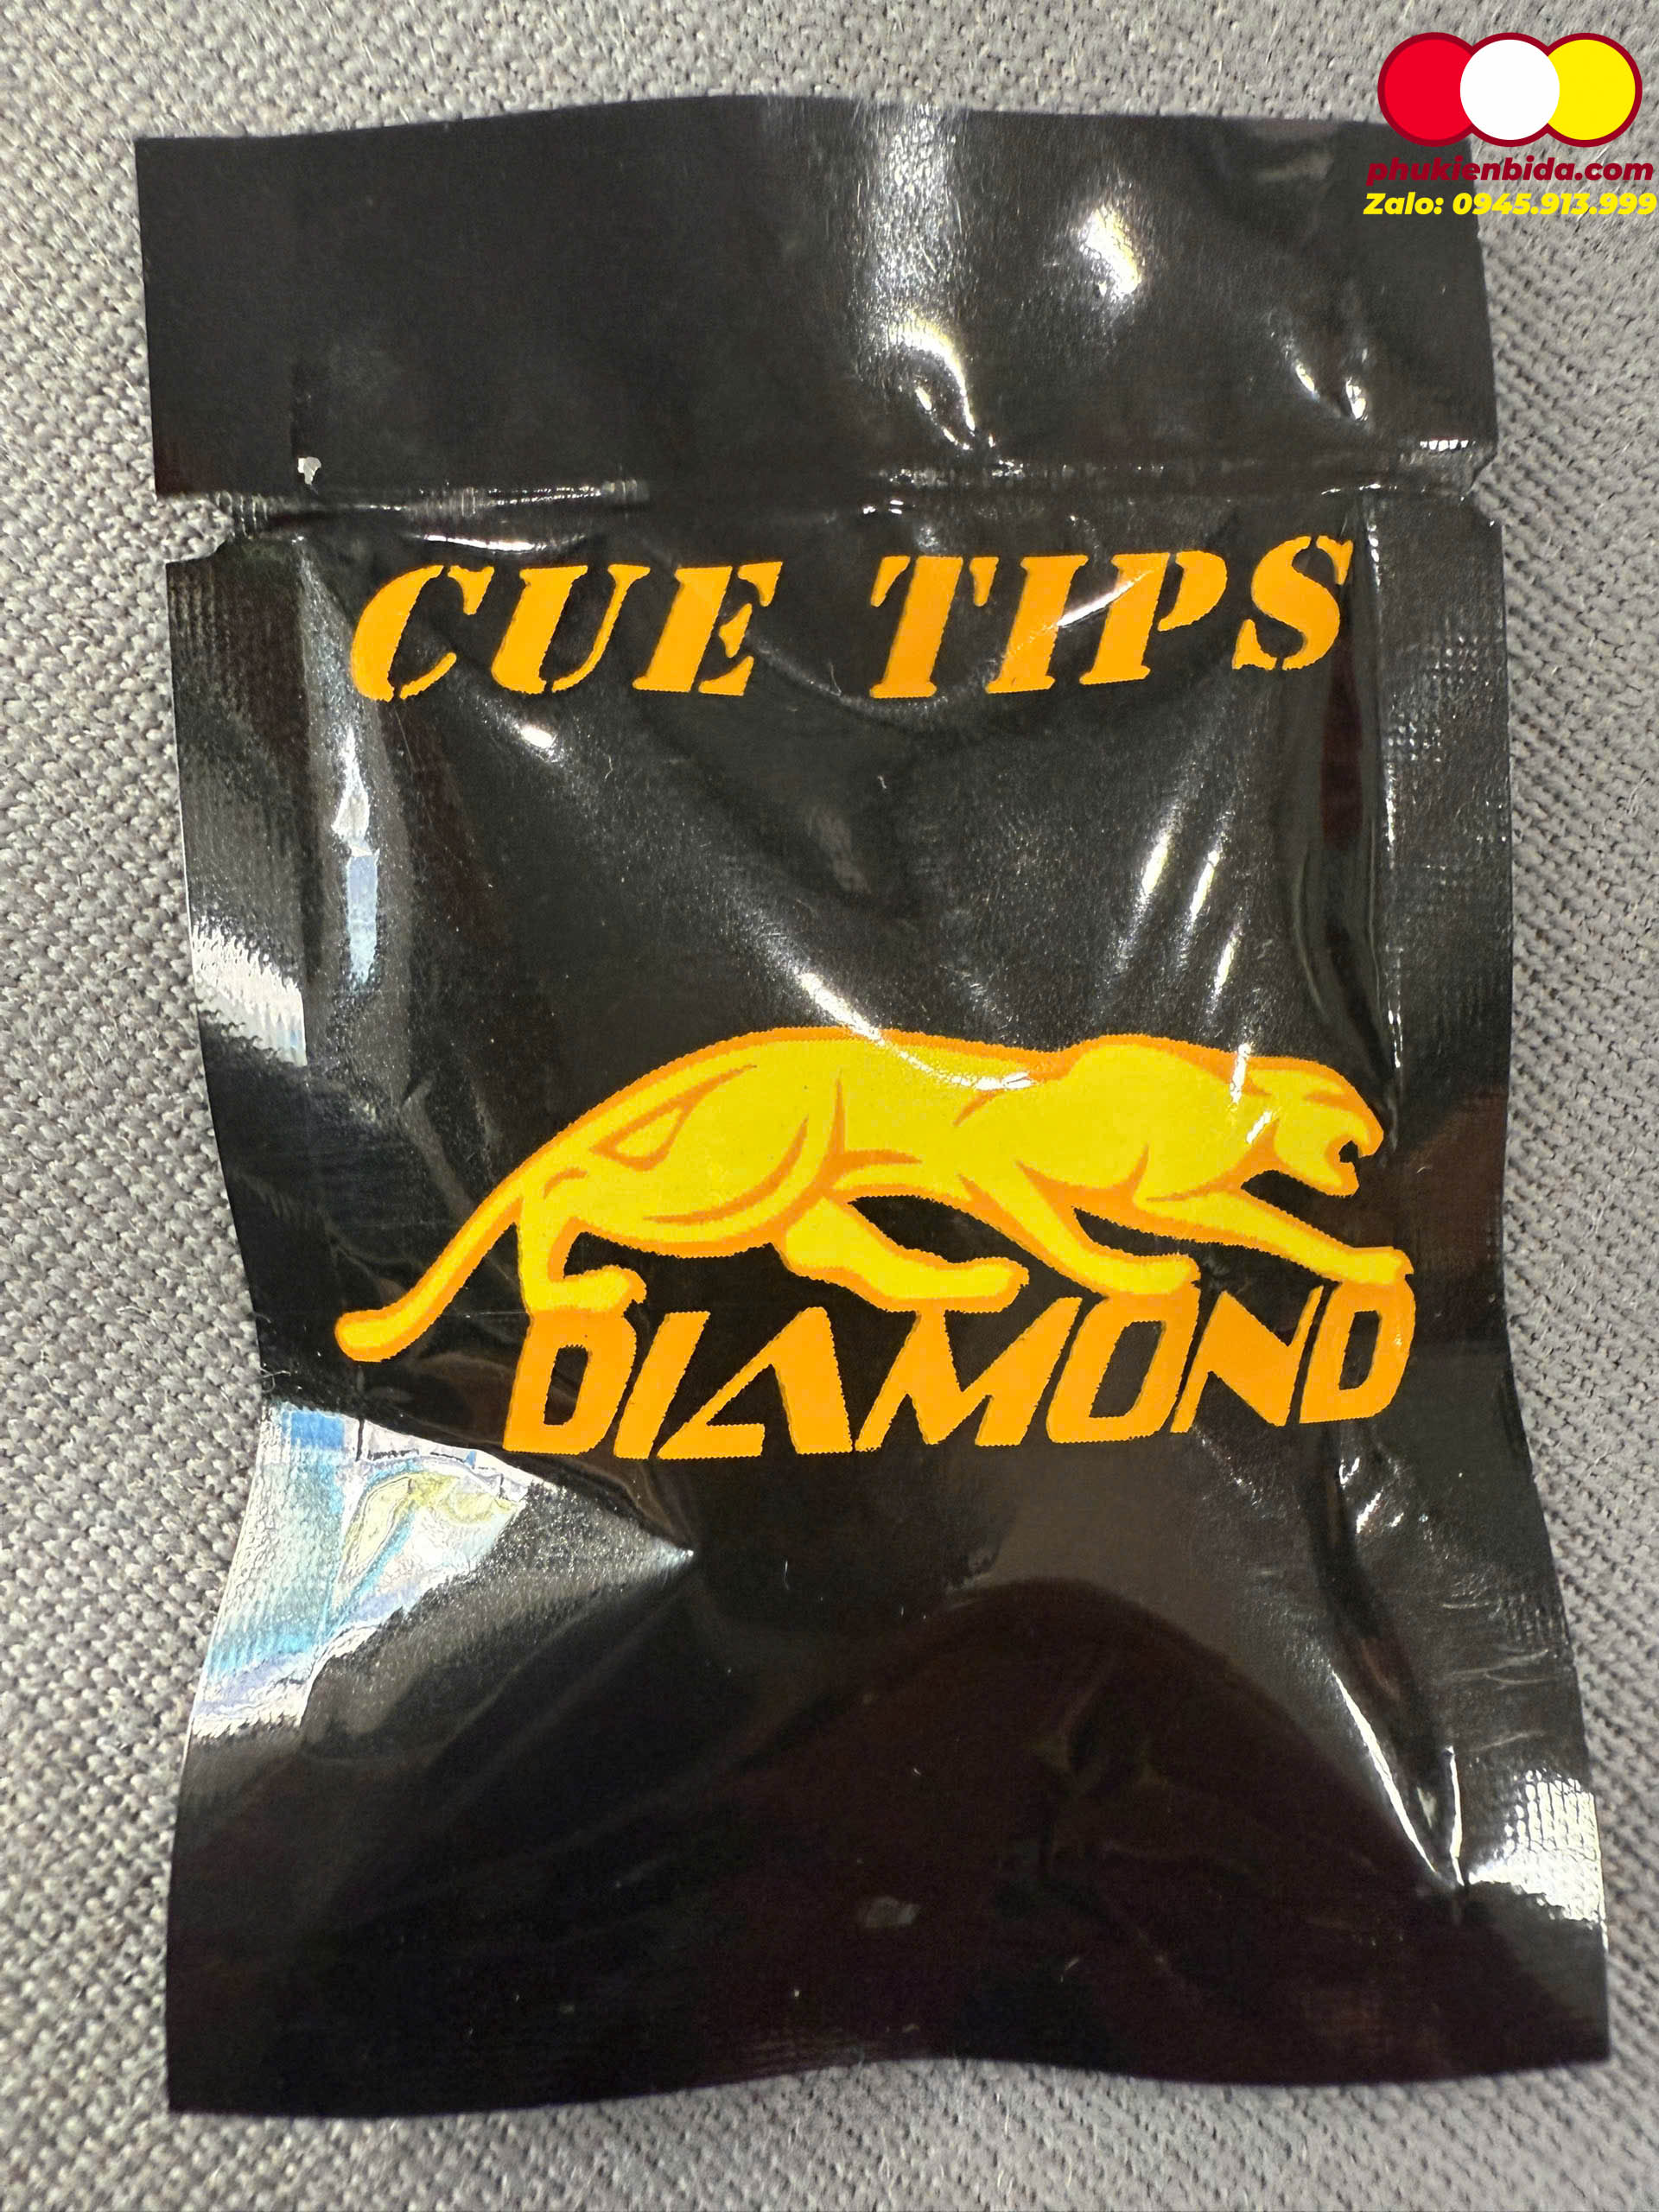 phukienbida.com
Zalo: 0945.913.999
CUE TIPS
DIAMOND